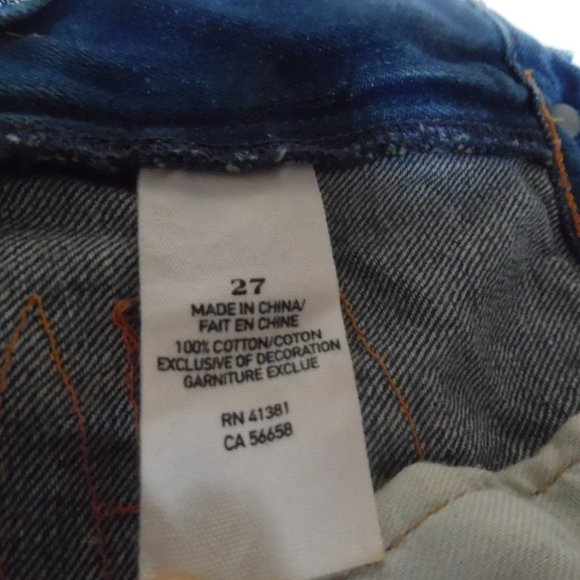 27
MADE IN CHINA/
FAIT EN CHINE
100% COTTON/COTON
EXCLUSIVE OF DECORATION
GARNITURE EXCLUE
RN 41381
CA 56658